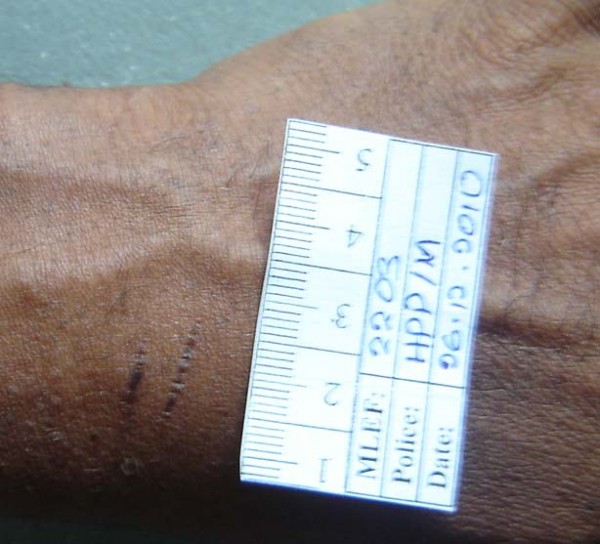 1 2 3 4 5
MLEF: 2203
Police: HPP/M
Date: